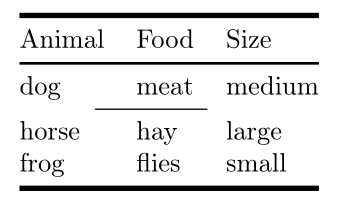 Animal Food Size
dog meat medium
horse hay large
frog flies small